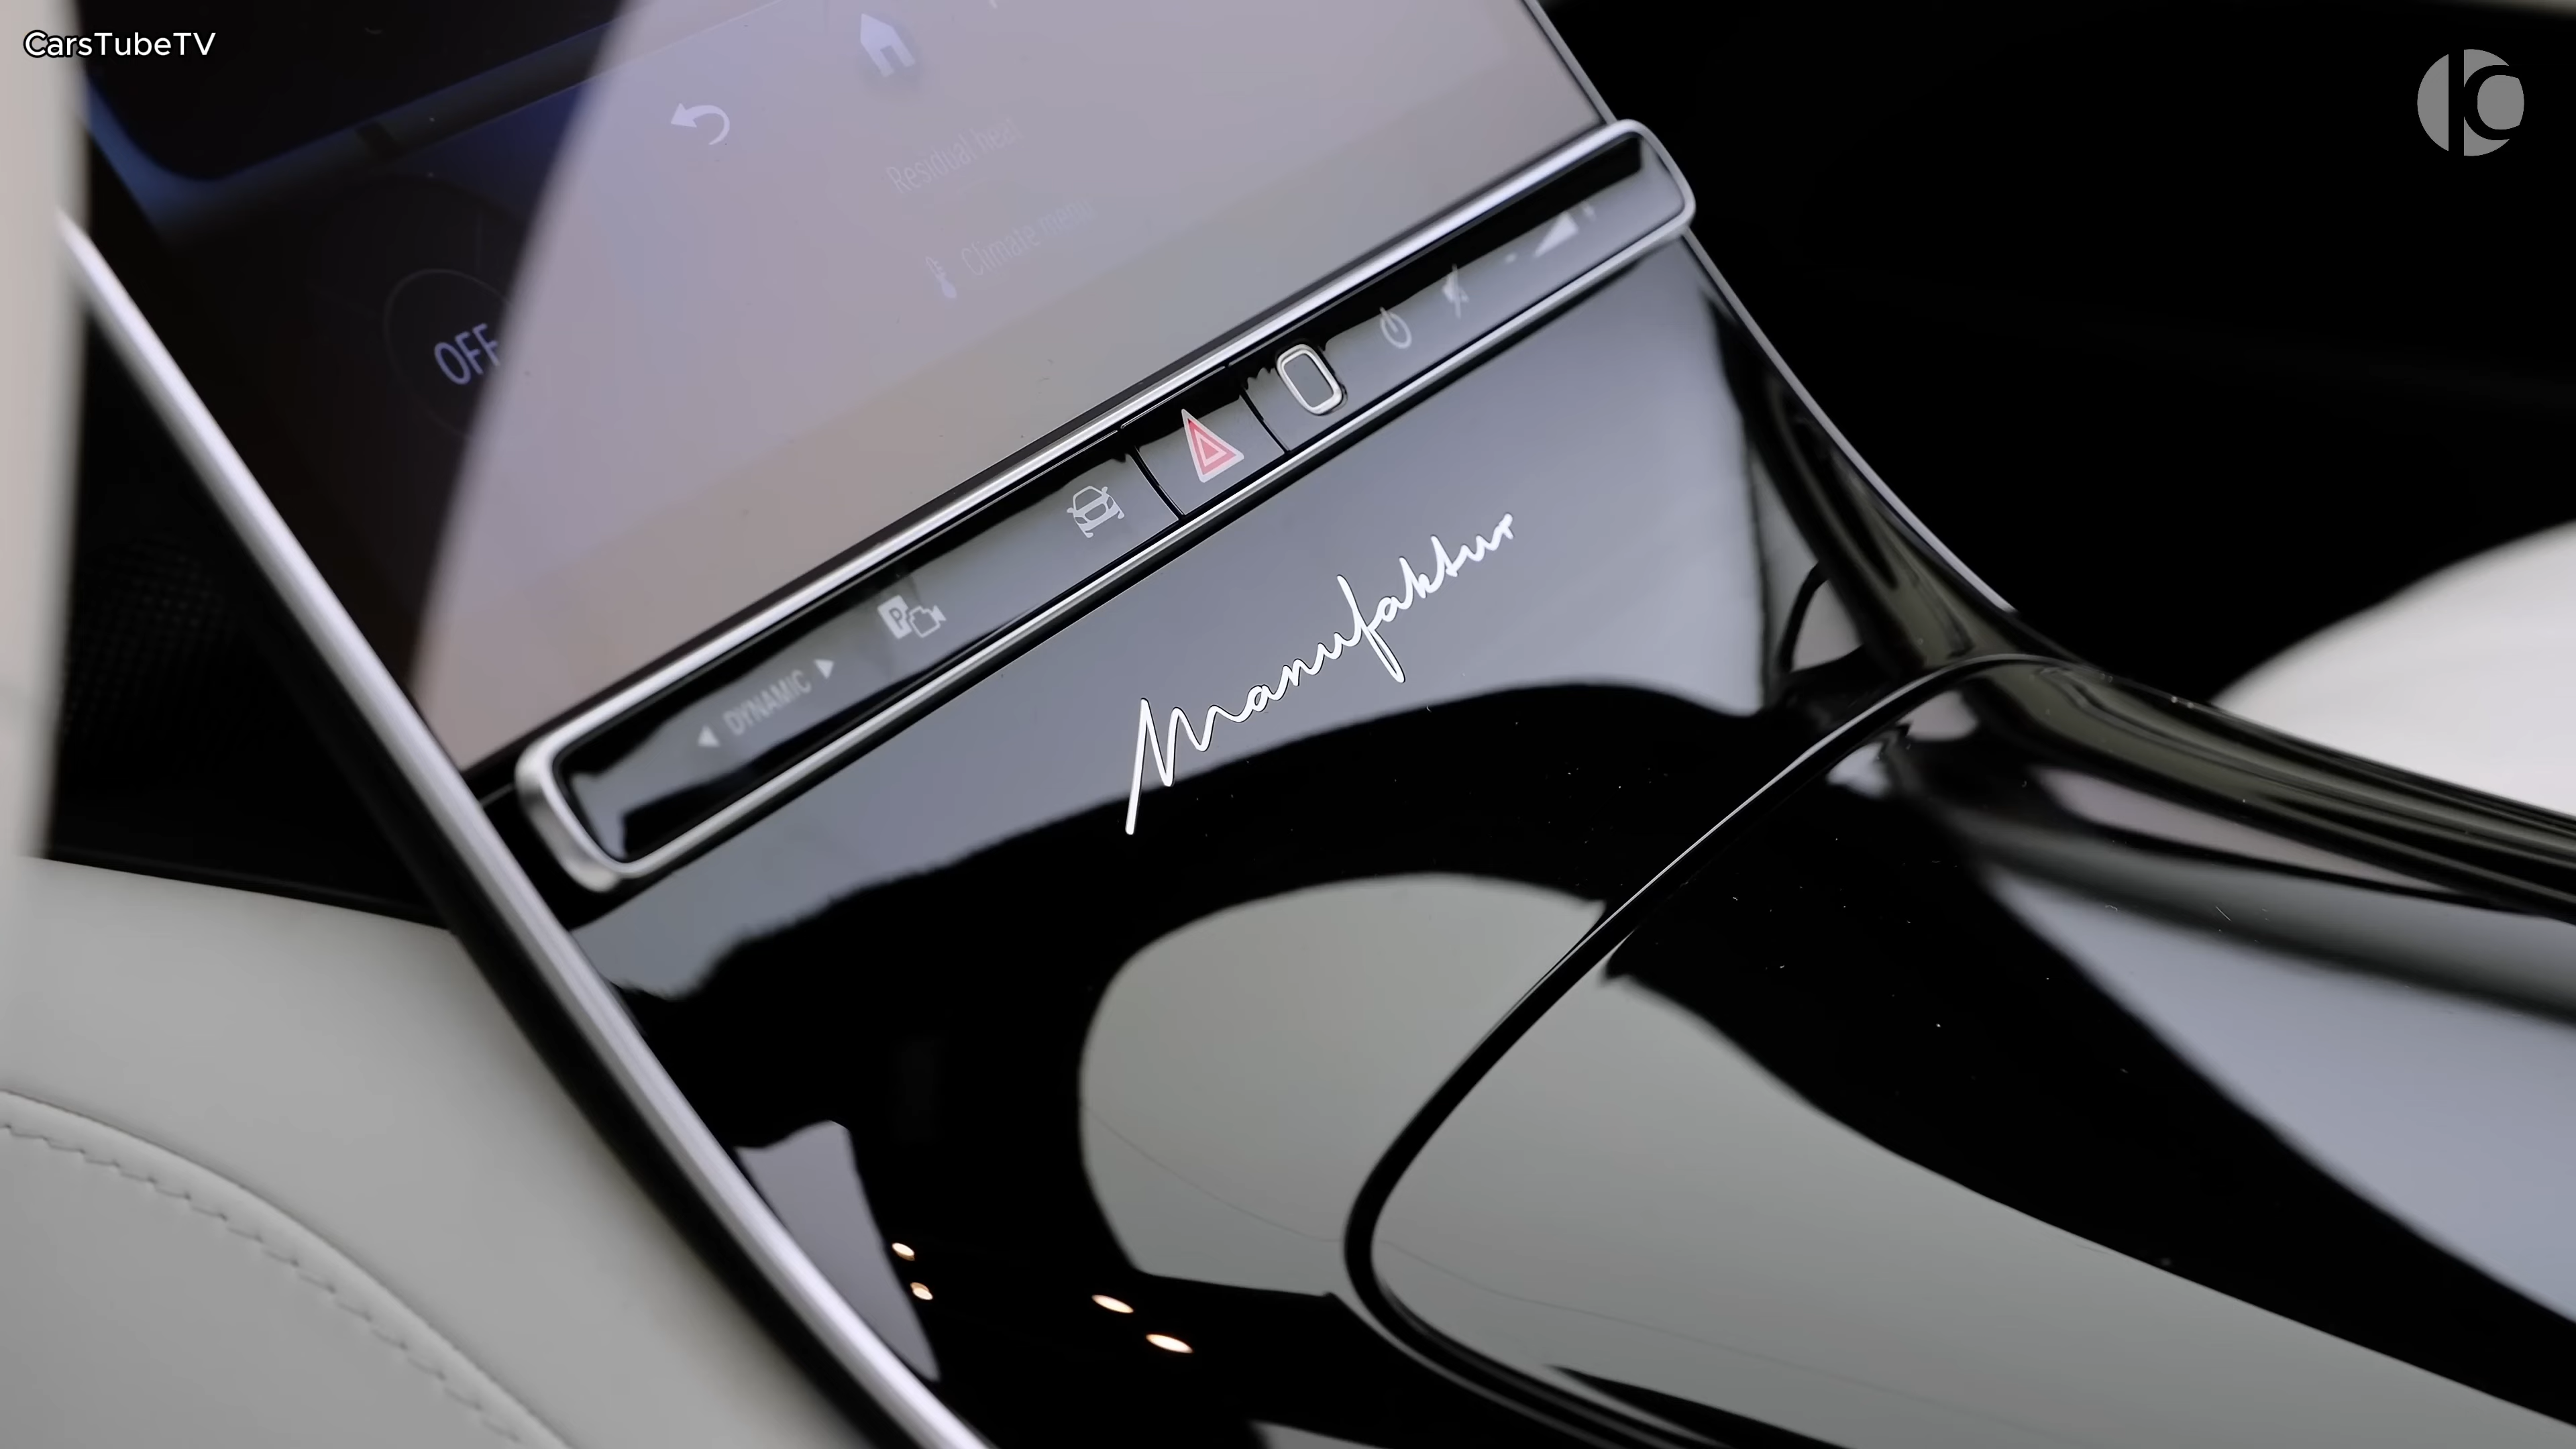 CarsTubeTV
Residual heat
Climate menu
OFF
P
◀ DYNAMIC ▶
Manufaktur